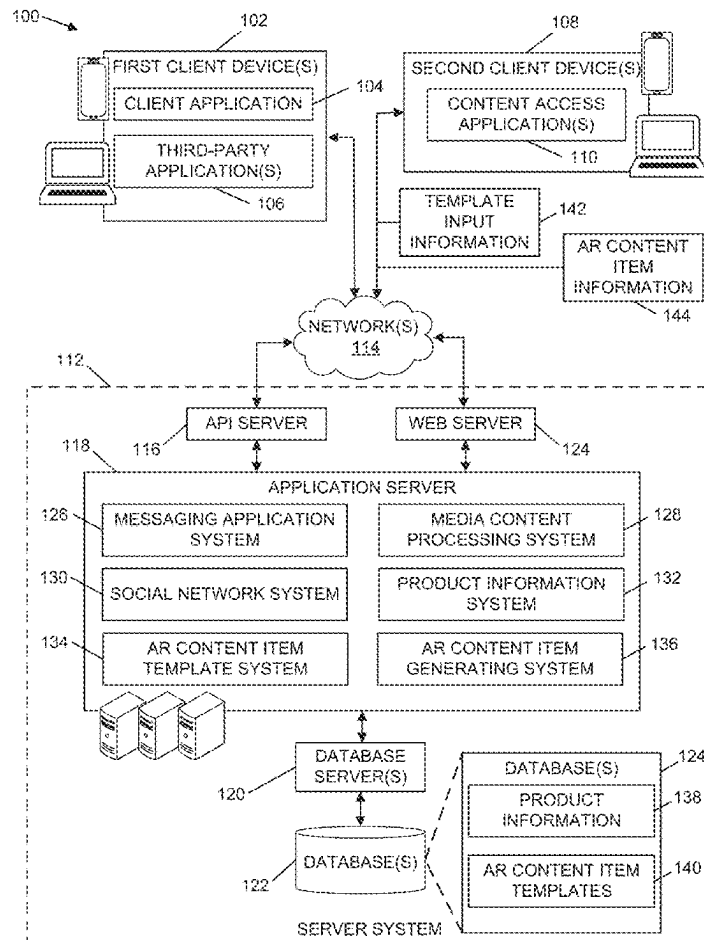 100
102
FIRST CLIENT DEVICE(S)
CLIENT APPLICATION
104
THIRD-PARTY
APPLICATION(S)
106
108
SECOND CLIENT DEVICE(S)
CONTENT ACCESS
APPLICATION(S)
110
TEMPLATE
INPUT
INFORMATION
142
AR CONTENT
ITEM
INFORMATION
144
NETWORK(S)
114
112
API SERVER
116
WEB SERVER
124
118
APPLICATION SERVER
126
MESSAGING APPLICATION
SYSTEM
MEDIA CONTENT
PROCESSING SYSTEM
128
130
SOCIAL NETWORK SYSTEM
PRODUCT INFORMATION
SYSTEM
132
134
AR CONTENT ITEM
TEMPLATE SYSTEM
AR CONTENT ITEM
GENERATING SYSTEM
136
DATABASE
SERVER(S)
120
DATABASE(S)
122
DATABASE(S)
124
PRODUCT
INFORMATION
138
AR CONTENT ITEM
TEMPLATES
140
SERVER SYSTEM